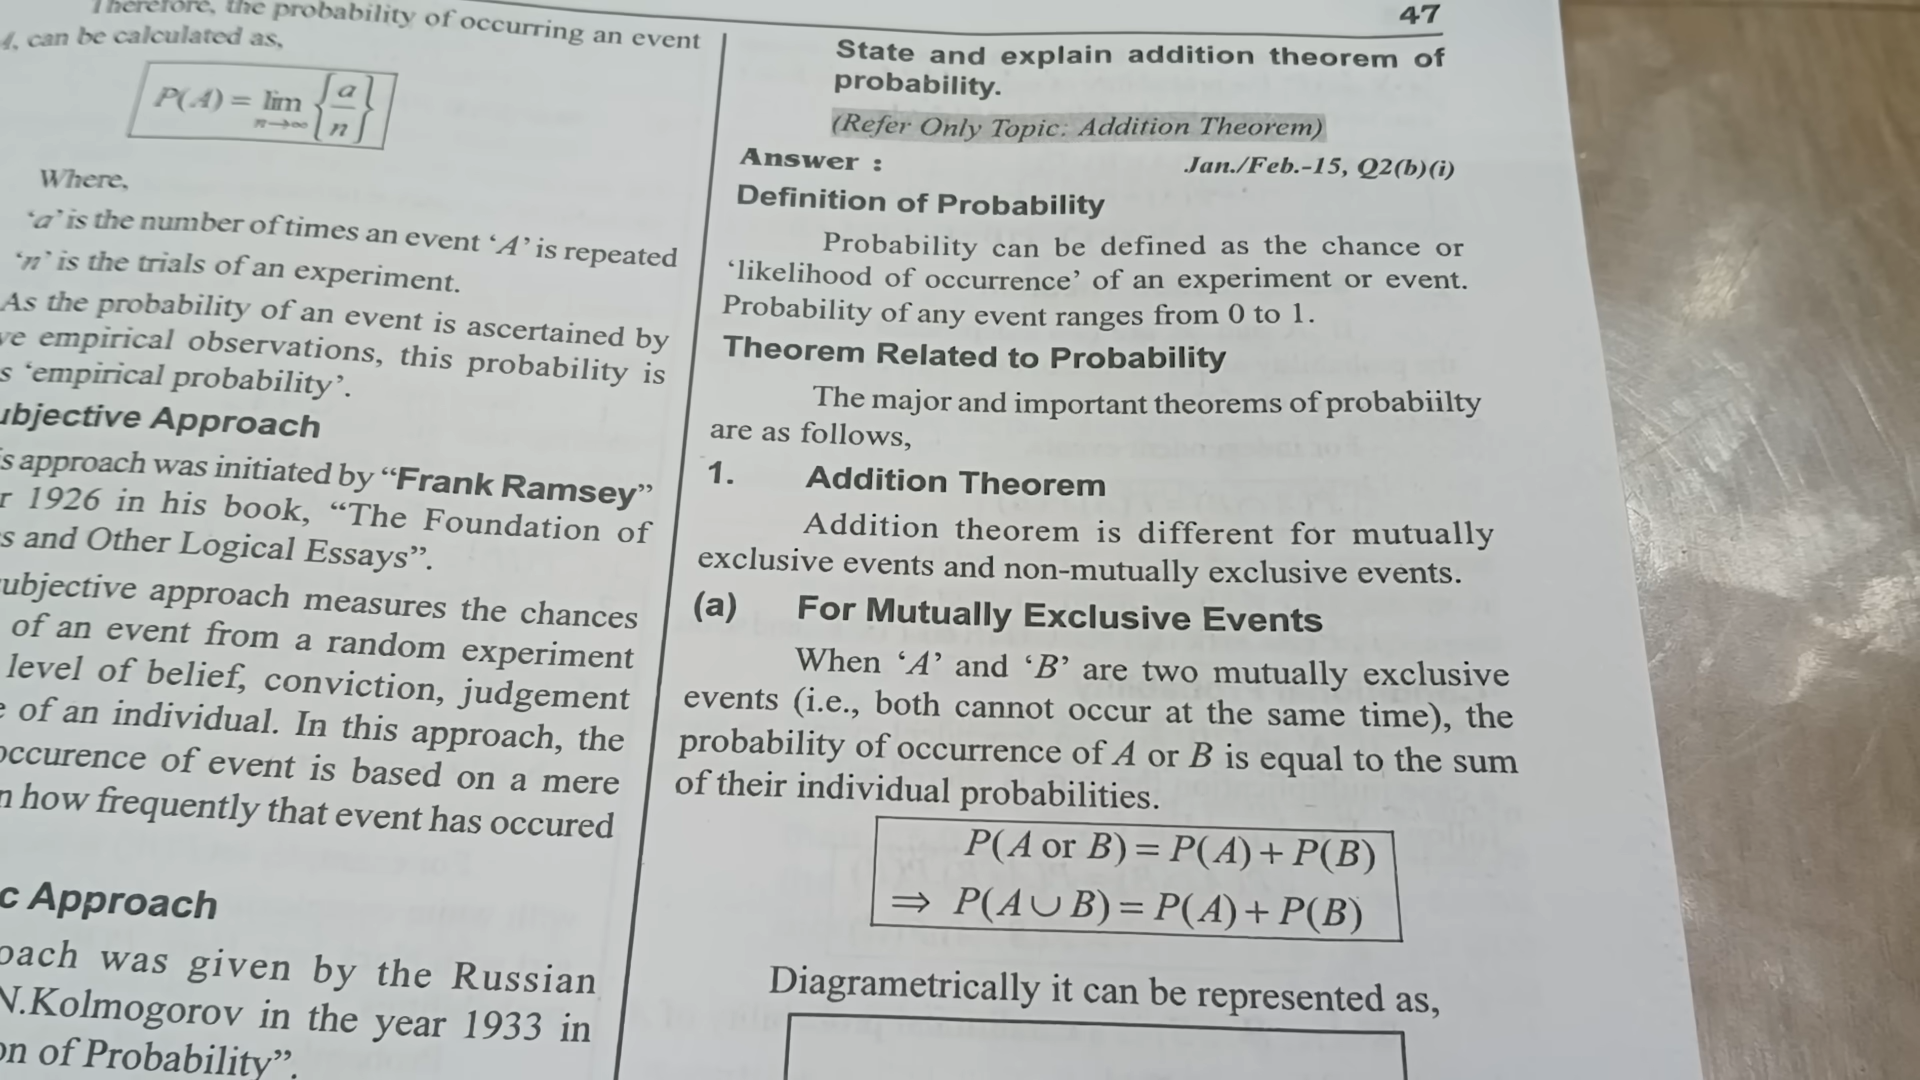 47
Therefore, the probability of occurring an event
A, can be calculated as,
P(A) = lim n→∞ {a/n}
Where,
‘a’ is the number of times an event ‘A’ is repeated
‘n’ is the trials of an experiment.
As the probability of an event is ascertained by
empirical observations, this probability is
‘empirical probability’.
ubjective Approach
s approach was initiated by “Frank Ramsey”
r 1926 in his book, “The Foundation of
s and Other Logical Essays”.
ubjective approach measures the chances
of an event from a random experiment
level of belief, conviction, judgement
e of an individual. In this approach, the
occurence of event is based on a mere
n how frequently that event has occured
c Approach
oach was given by the Russian
N.Kolmogorov in the year 1933 in
on of Probability”.
State and explain addition theorem of
probability.
(Refer Only Topic: Addition Theorem)
Answer : Jan./Feb.-15, Q2(b)(i)
Definition of Probability
Probability can be defined as the chance or
‘likelihood of occurrence’ of an experiment or event.
Probability of any event ranges from 0 to 1.
Theorem Related to Probability
The major and important theorems of probabiilty
are as follows,
1. Addition Theorem
Addition theorem is different for mutually
exclusive events and non-mutually exclusive events.
(a) For Mutually Exclusive Events
When ‘A’ and ‘B’ are two mutually exclusive
events (i.e., both cannot occur at the same time), the
probability of occurrence of A or B is equal to the sum
of their individual probabilities.
P(A or B) = P(A) + P(B)
⇒ P(A ∪ B) = P(A) + P(B)
Diagrametrically it can be represented as,